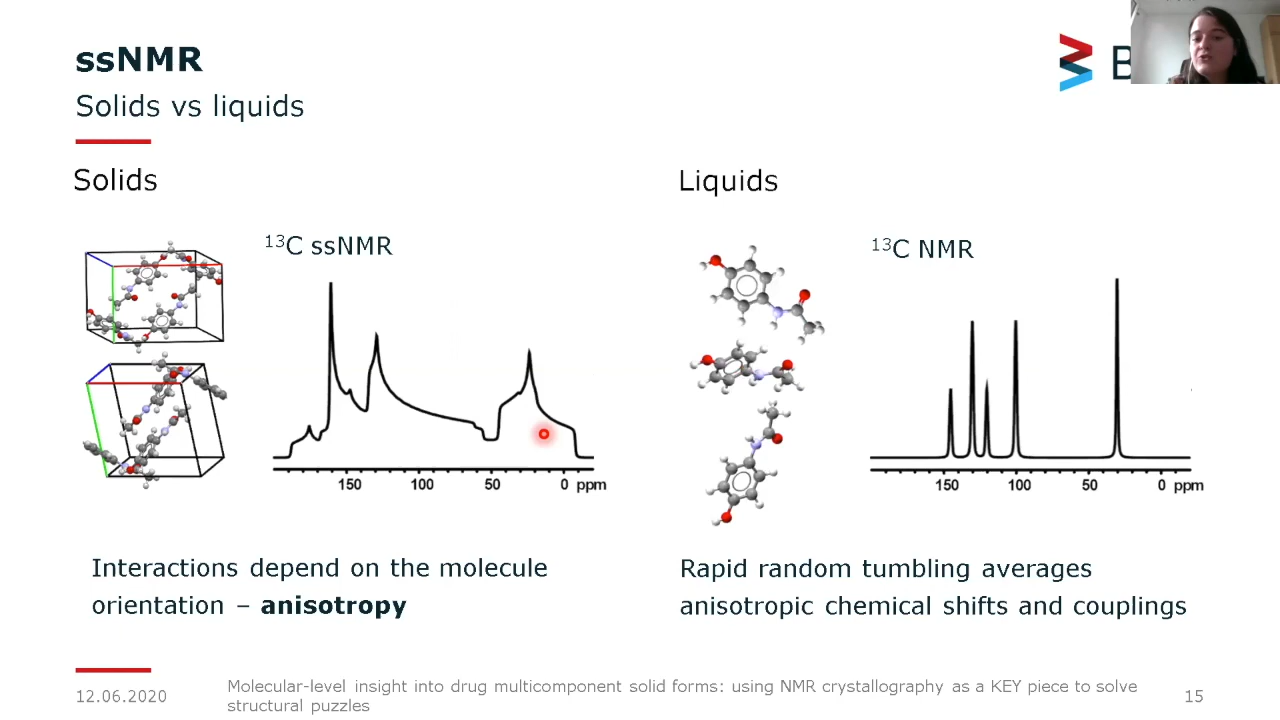 ssNMR
Solids vs liquids
B
Solids
Liquids
¹³C ssNMR
¹³C NMR
150 100 50 0 ppm
150 100 50 0 ppm
Interactions depend on the molecule
orientation – anisotropy
Rapid random tumbling averages
anisotropic chemical shifts and couplings
12.06.2020
Molecular-level insight into drug multicomponent solid forms: using NMR crystallography as a KEY piece to solve
structural puzzles
15